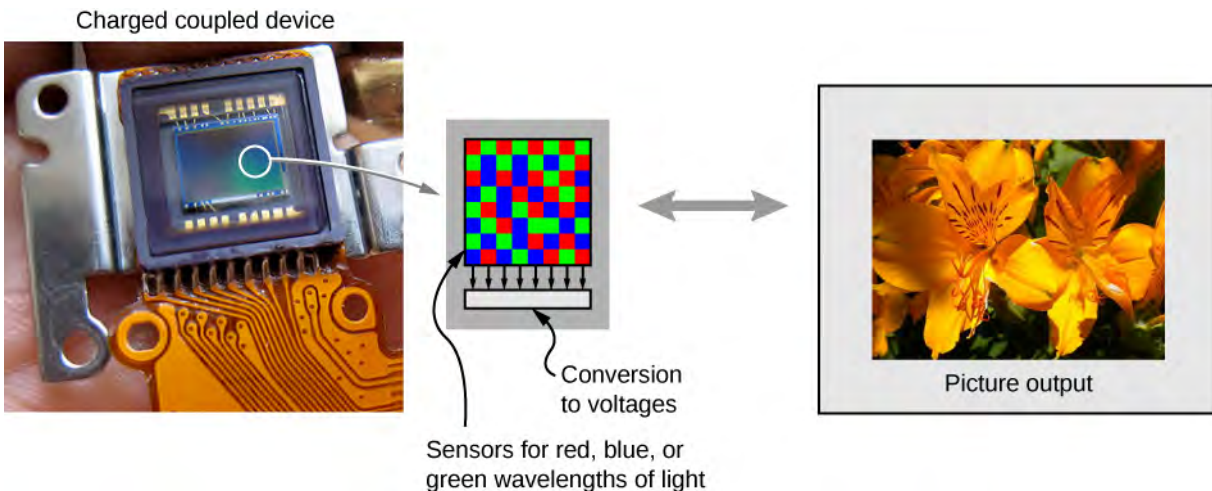 Charged coupled device
Conversion
to voltages
Sensors for red, blue, or
green wavelengths of light
Picture output